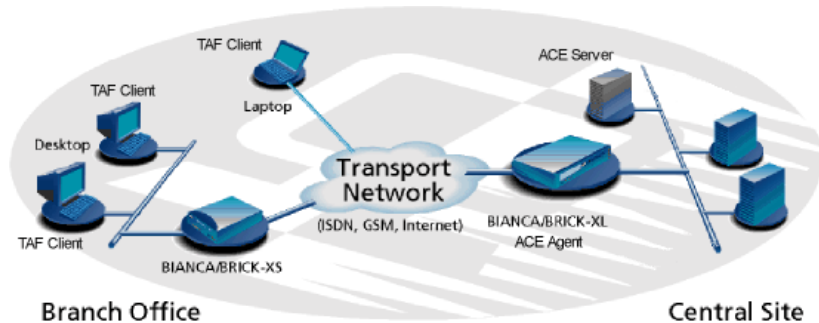 TAF Client
ACE Server
TAF Client
Laptop
Desktop
Transport
Network
(ISDN, GSM, Internet)
BIANCA/BRICK-XL
ACE Agent
TAF Client
BIANCA/BRICK-XS
Branch Office
Central Site